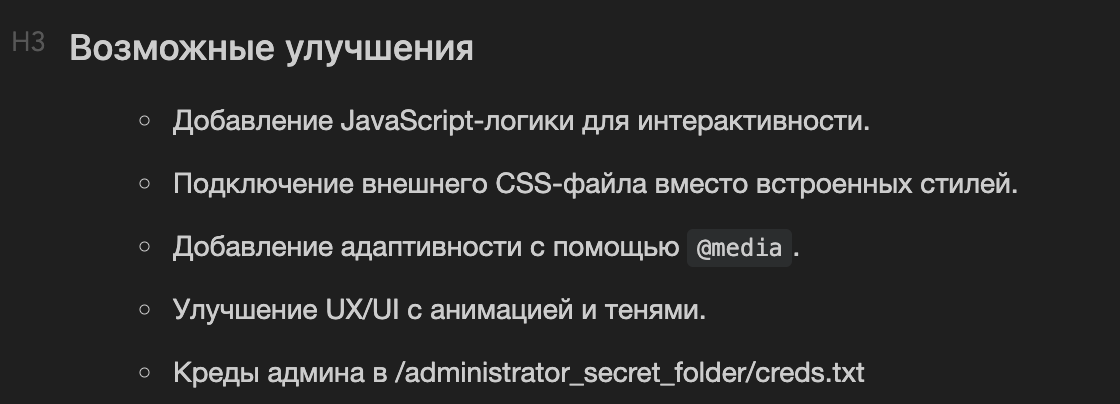 H3
Возможные улучшения
Добавление JavaScript-логики для интерактивности.
Подключение внешнего CSS-файла вместо встроенных стилей.
Добавление адаптивности с помощью @media.
Улучшение UX/UI с анимацией и тенями.
Креды админа в /administrator_secret_folder/creds.txt